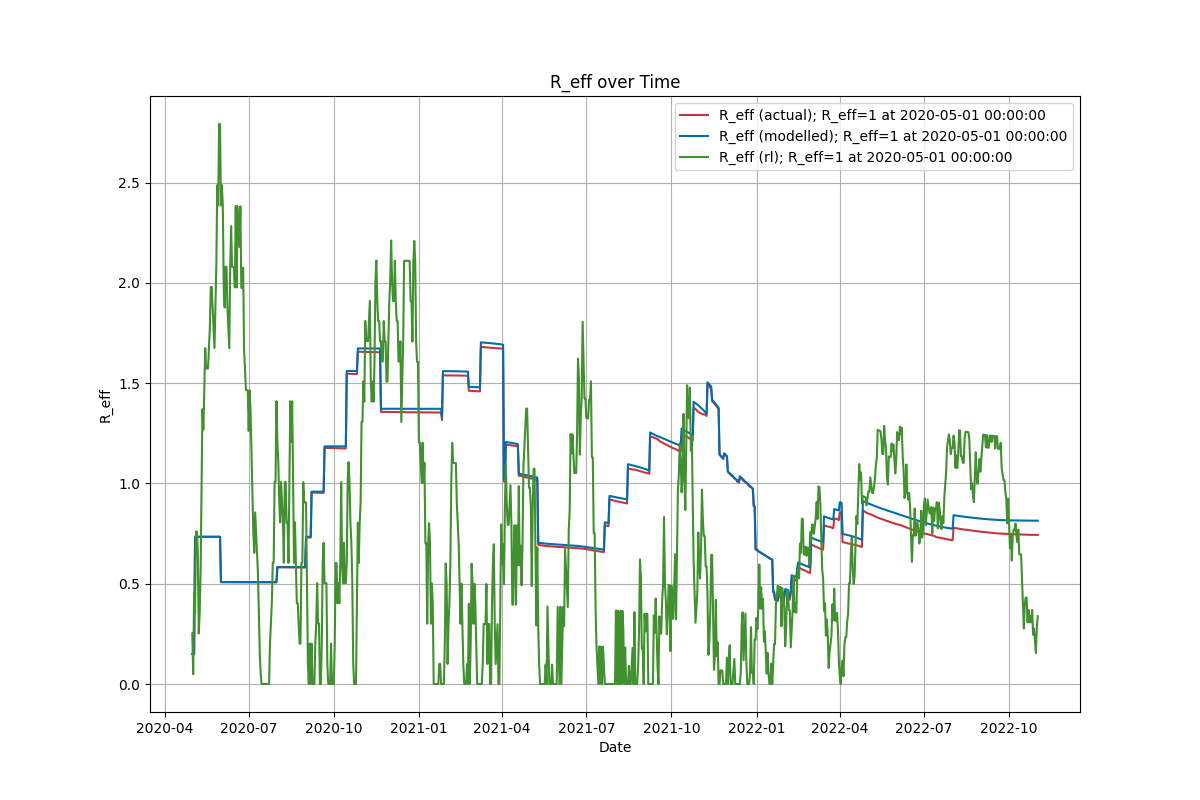 R_eff over Time
R_eff (actual); R_eff=1 at 2020-05-01 00:00:00
R_eff (modelled); R_eff=1 at 2020-05-01 00:00:00
R_eff (rl); R_eff=1 at 2020-05-01 00:00:00
R_eff
2.5
2.0
1.5
1.0
0.5
0.0
2020-04 2020-07 2020-10 2021-01 2021-04 2021-07 2021-10 2022-01 2022-04 2022-07 2022-10
Date